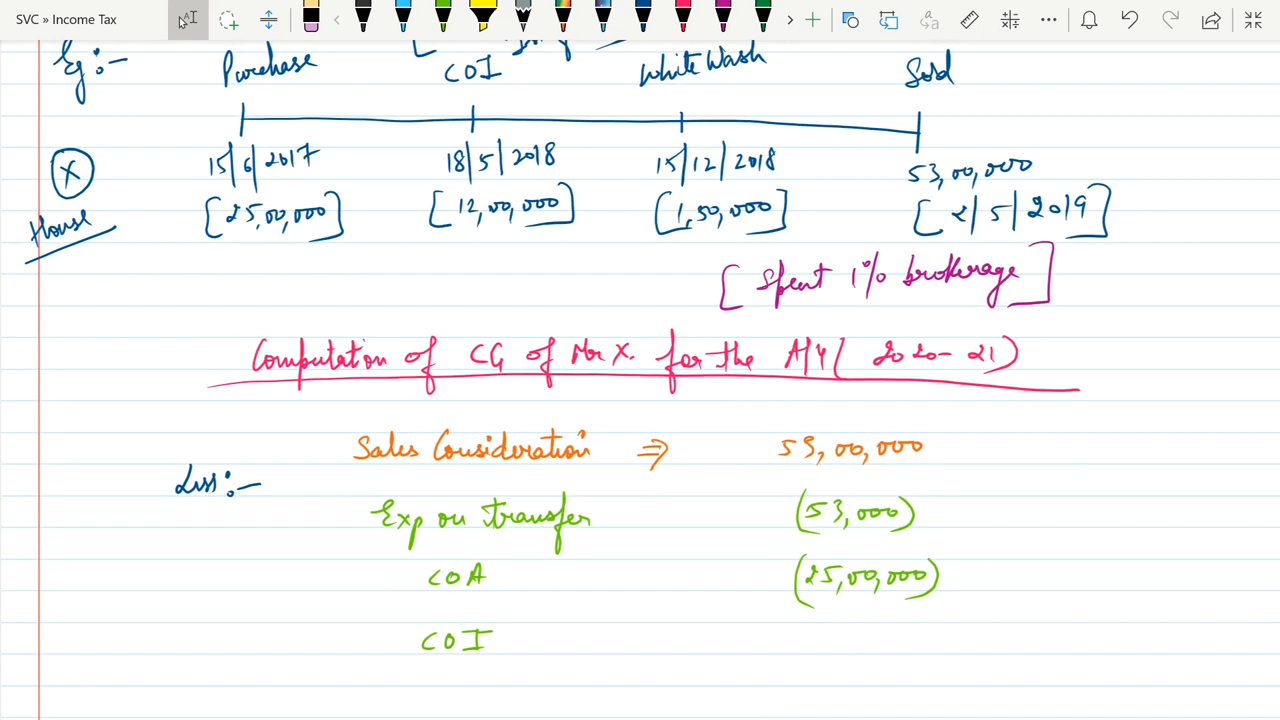 SVC » Income Tax
Eg:-
Purchase COI White Wash Sold
15|6|2017 18|5|2018 15|12|2018 53,00,000
X [25,00,000] [12,00,000] [1,50,000] [2|5|2019]
House
[Spent 1% brokerage]
Computation of CG of Mr X. for the A/Y (2020-21)
Sales Consideration ⇒ 53,00,000
Less:-
Exp on transfer (53,000)
COA (25,00,000)
COI